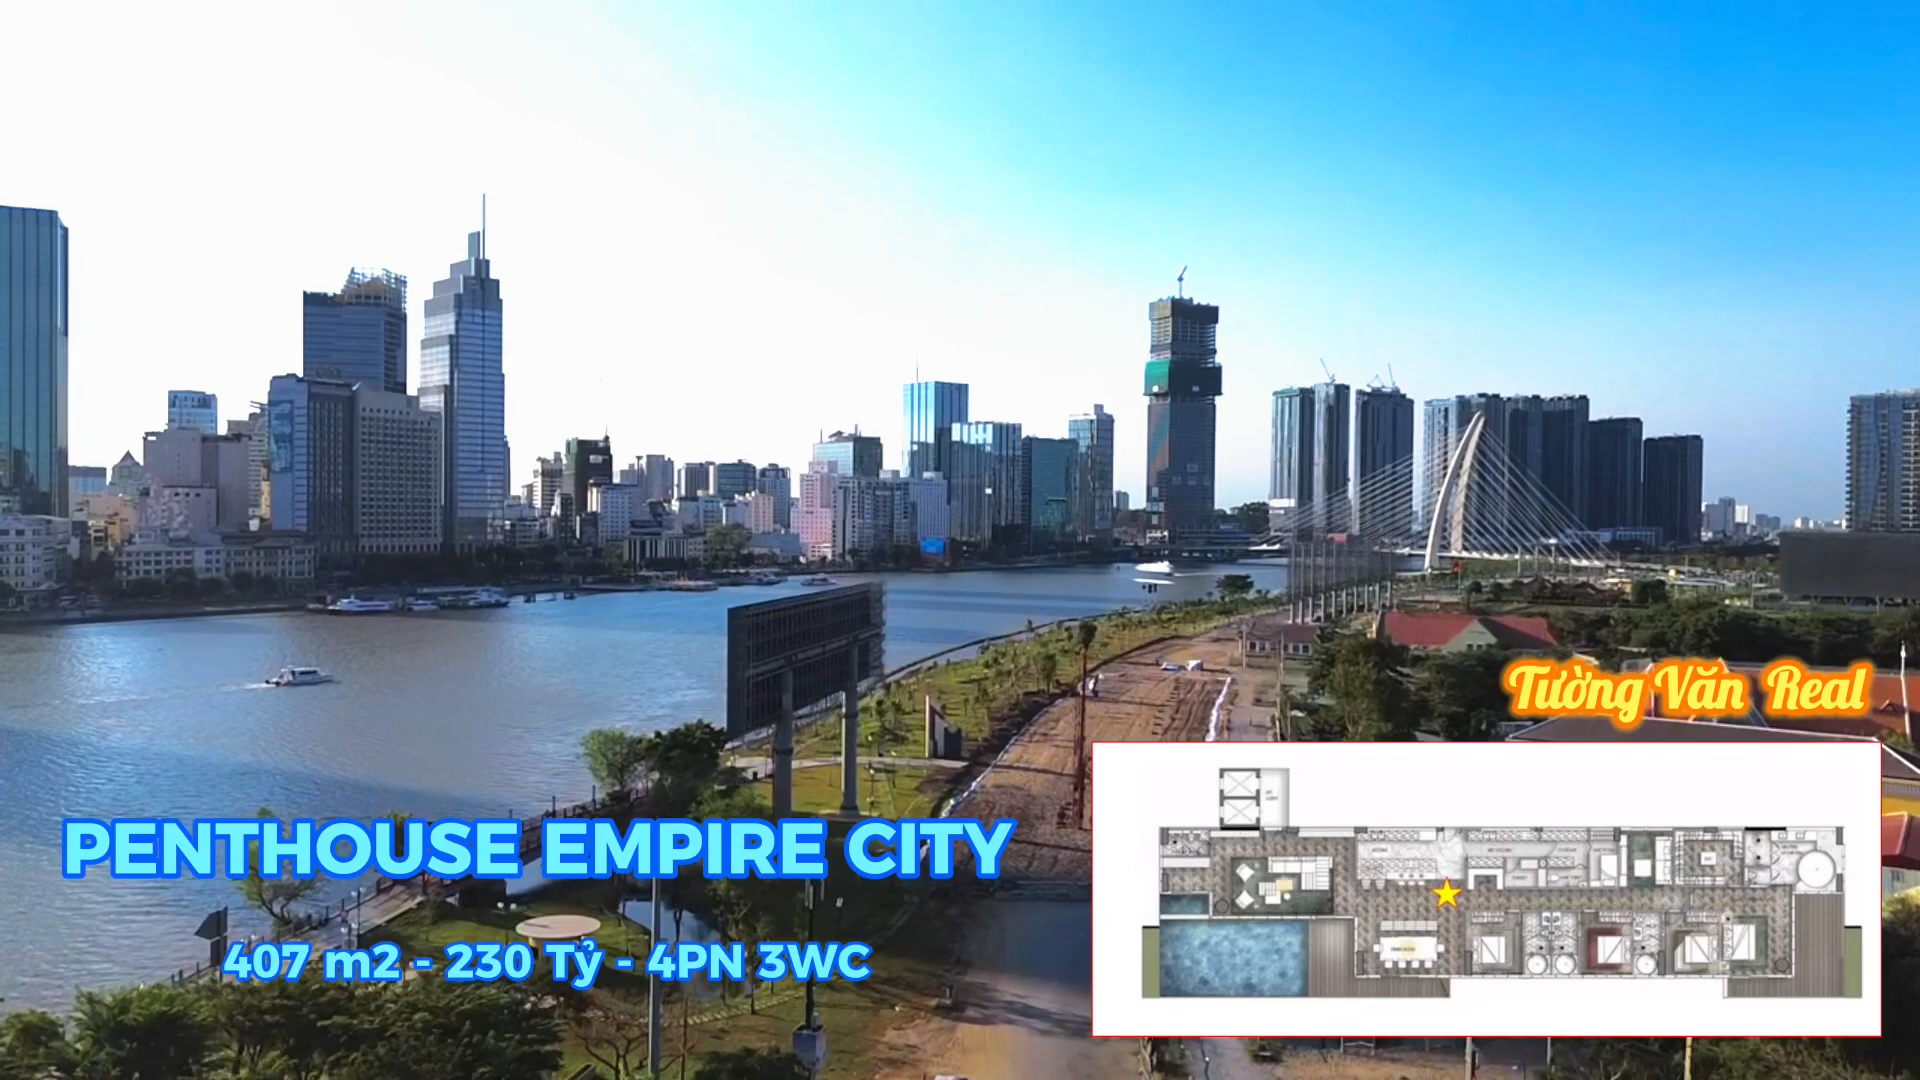 Tường Văn Real
PENTHOUSE EMPIRE CITY
407 m2 - 230 Tỷ - 4PN 3WC